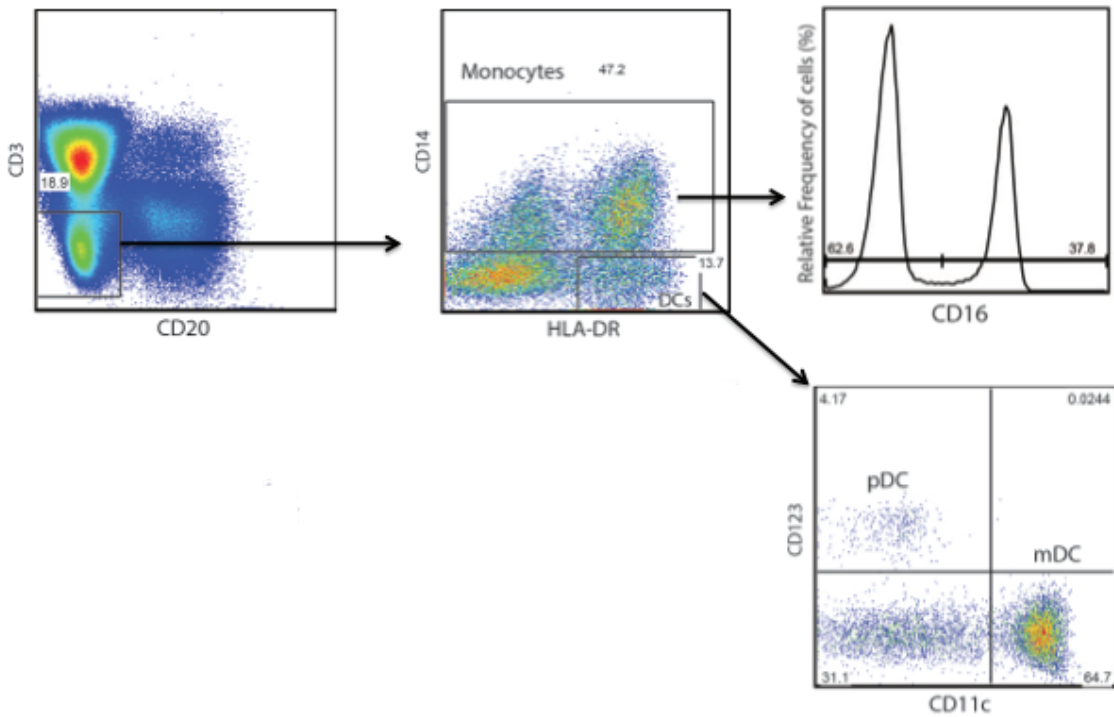 CD3
18.9
CD20
Monocytes 47.2
CD14
13.7
DCs
HLA-DR
Relative Frequency of cells (%)
62.6 37.8
CD16
4.17 0.0244
pDC
CD123
mDC
31.1 64.7
CD11c